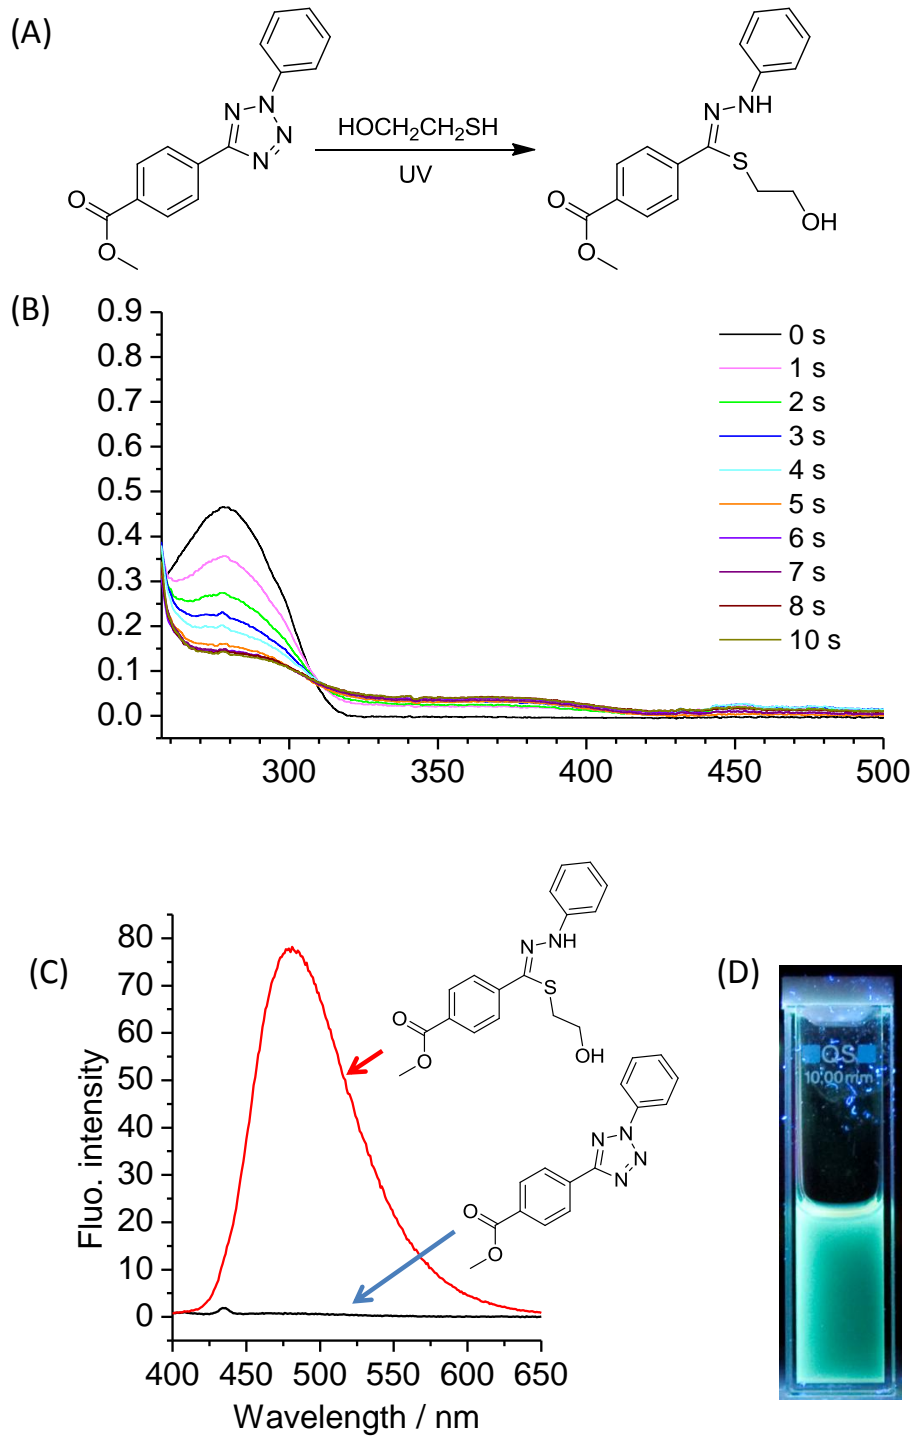 (A)
N
N
N
N
O
O
HOCH2CH2SH
UV
N
NH
S
OH
O
O
(B)
0.9
0.8
0.7
0.6
0.5
0.4
0.3
0.2
0.1
0.0
300
350
400
450
500
0 s
1 s
2 s
3 s
4 s
5 s
6 s
7 s
8 s
10 s
(C)
Fluo. intensity
80
70
60
50
40
30
20
10
0
400
450
500
550
600
650
Wavelength / nm
N
NH
S
OH
O
O
N
N
N
N
O
O
(D)
QS
10.00mm